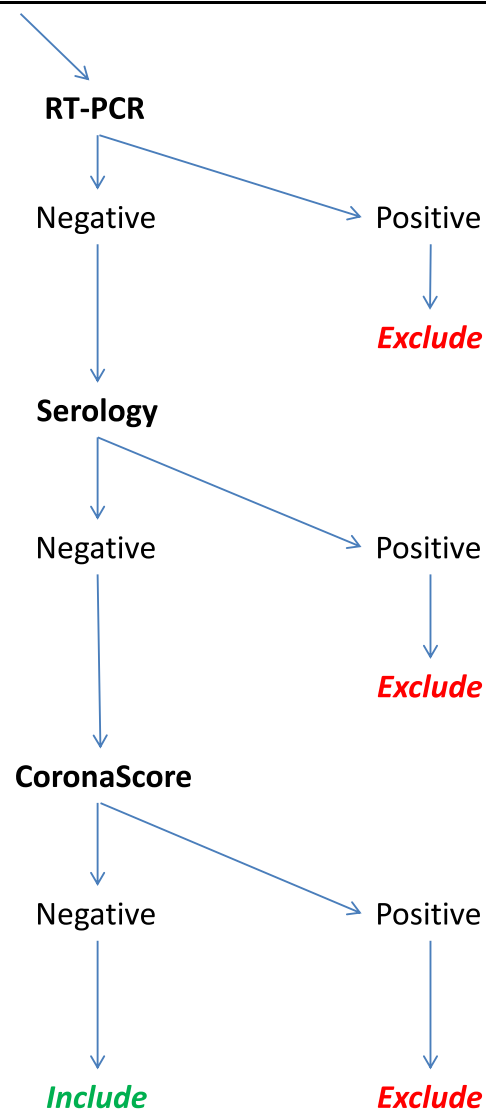 RT-PCR
Negative Positive
Exclude
Serology
Negative Positive
Exclude
CoronaScore
Negative Positive
Include Exclude